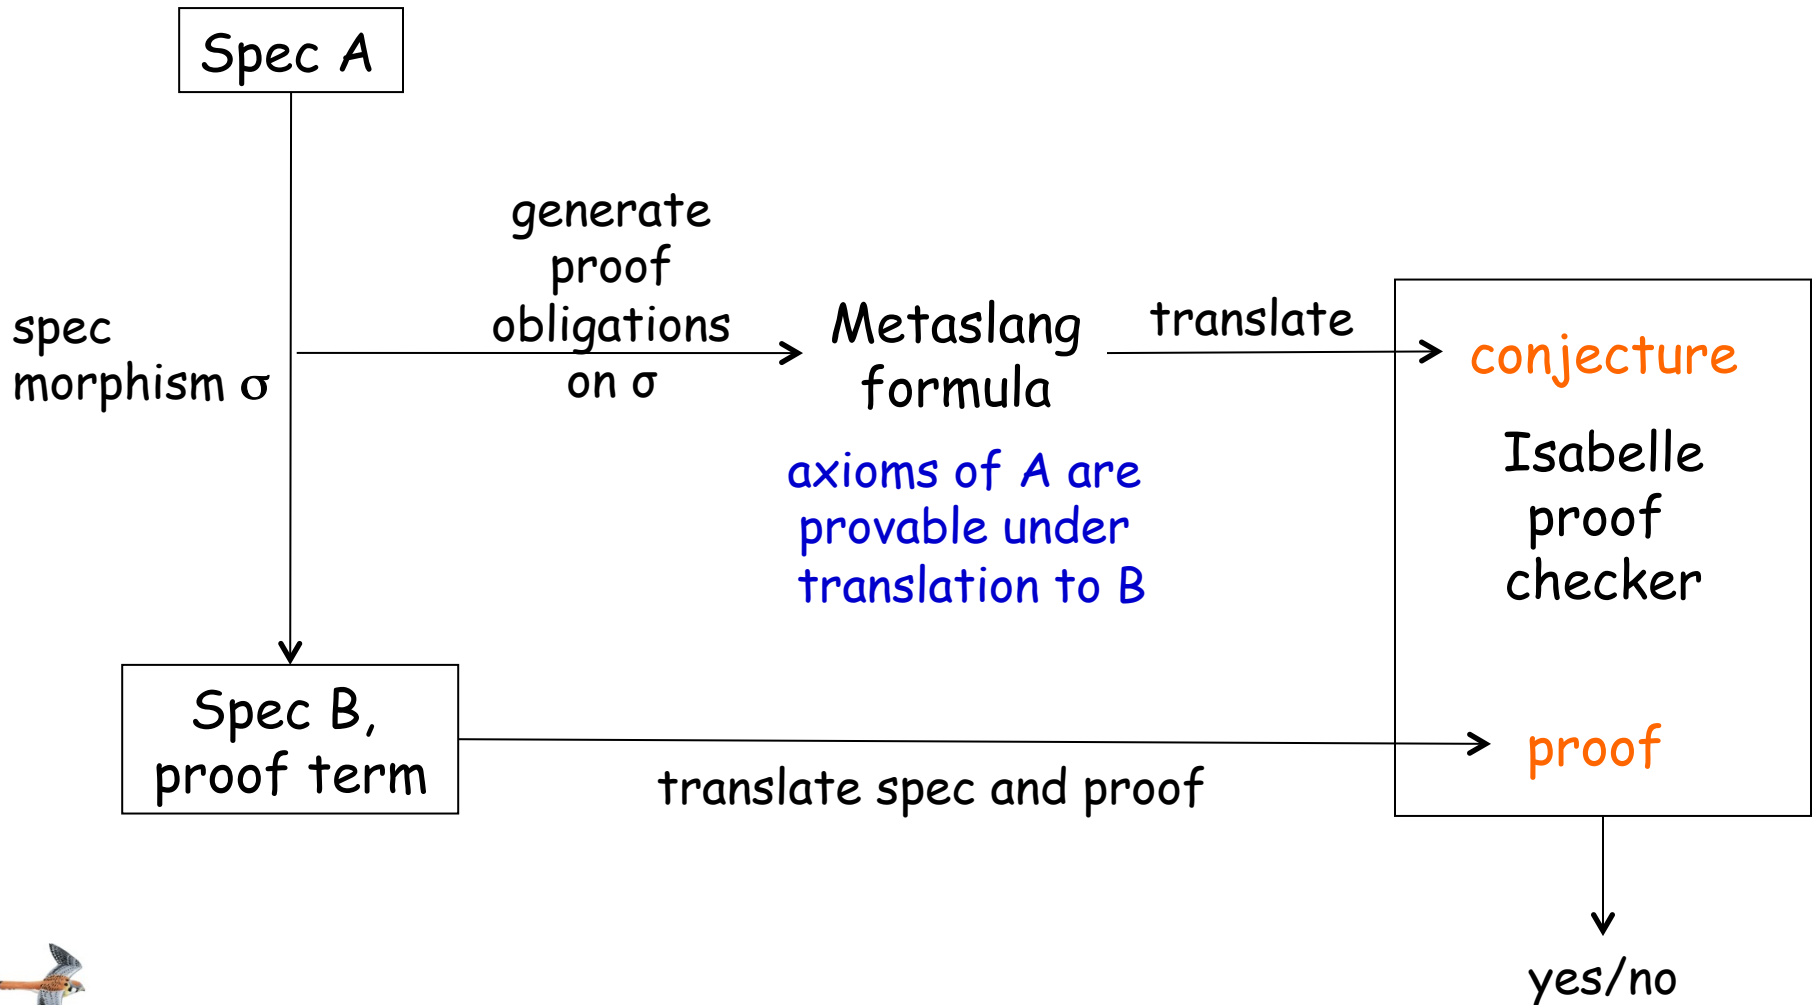 Spec A
spec
morphism σ
generate
proof
obligations
on σ
Metaslang
formula
axioms of A are
provable under
translation to B
translate
conjecture
Isabelle
proof
checker
proof
Spec B,
proof term
translate spec and proof
yes/no